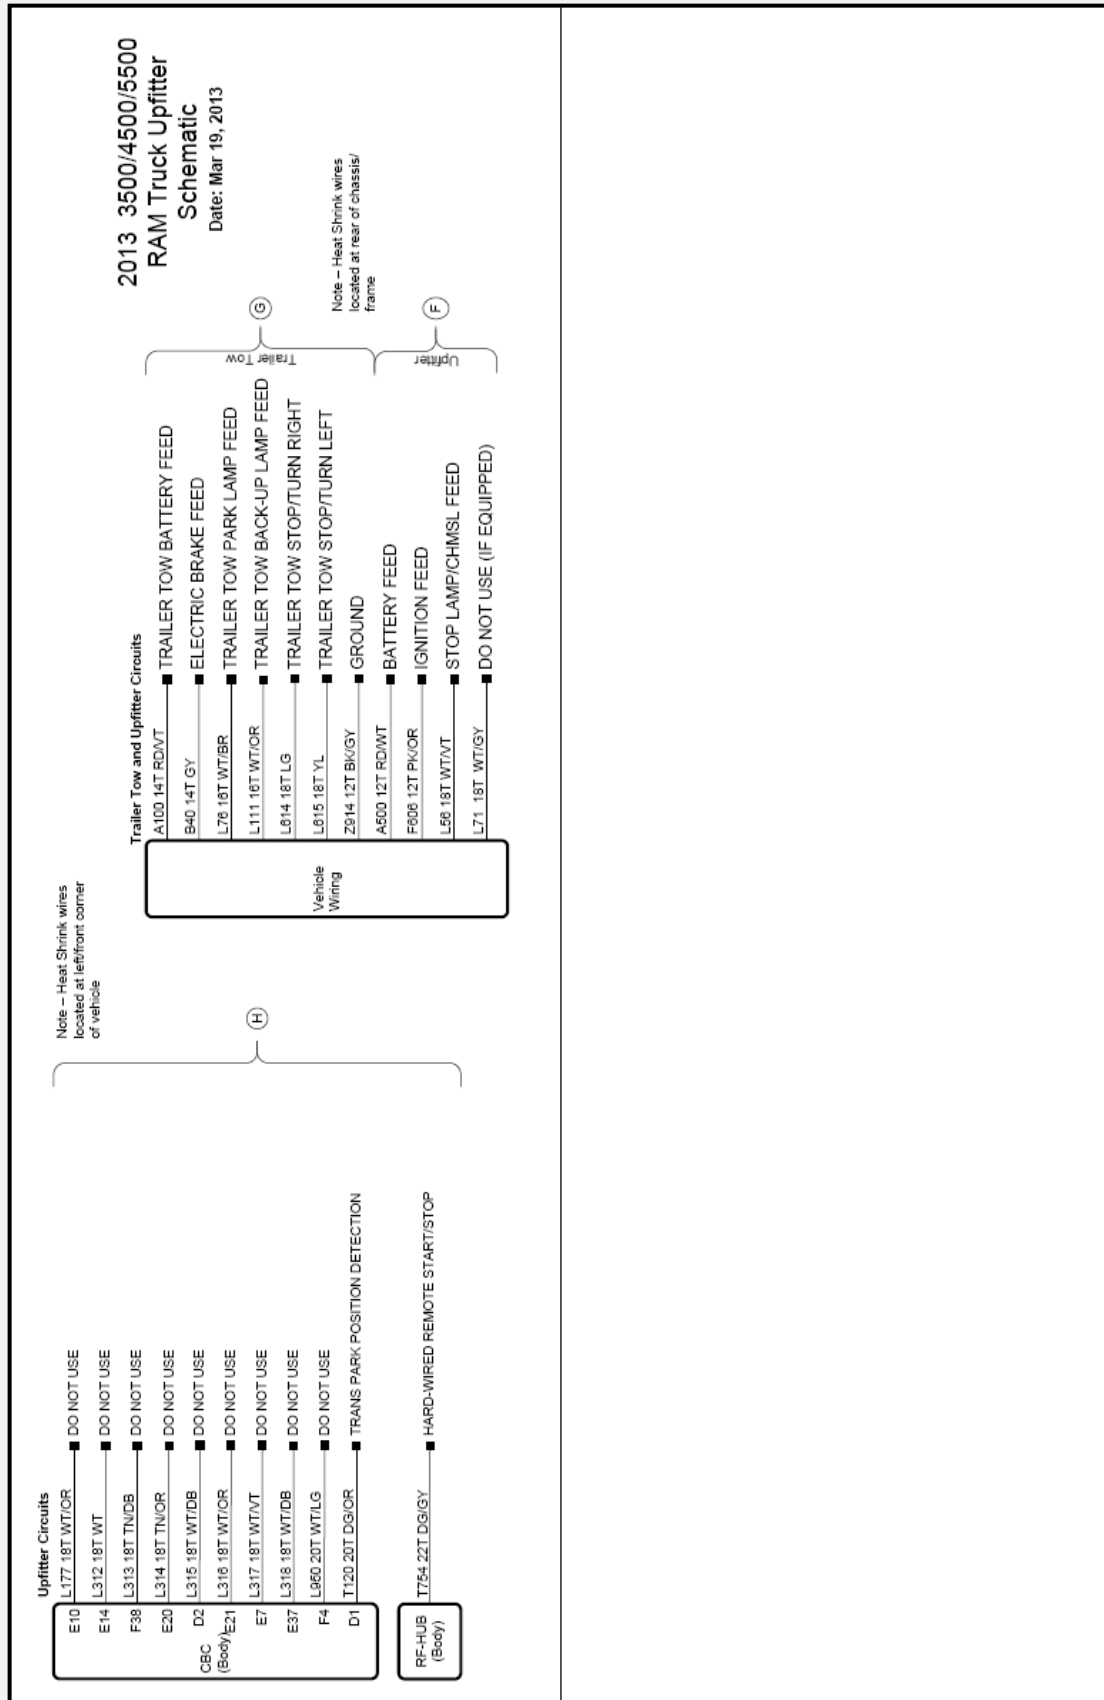 2013 3500/4500/5500
RAM Truck Upfitter
Schematic
Date: Mar 19, 2013
Upfitter Circuits
E10 L177 18T WT/OR DO NOT USE
E14 L312 18T WT DO NOT USE
F38 L313 18T TN/DB DO NOT USE
E20 L314 18T TN/OR DO NOT USE
D2 L315 18T WT/DB DO NOT USE
E21 L316 18T WT/OR DO NOT USE
E7 L317 18T WT/VT DO NOT USE
E37 L318 18T WT/DB DO NOT USE
F4 L950 20T WT/LG DO NOT USE
D1 T120 20T DG/OR TRANS PARK POSITION DETECTION
CBC
(Body)
T754 22T DG/GY HARD-WIRED REMOTE START/STOP
RF-HUB
(Body)
H
Note – Heat Shrink wires
located at left/front corner
of vehicle
Trailer Tow and Upfitter Circuits
A100 14T RD/VT TRAILER TOW BATTERY FEED
B40 14T GY ELECTRIC BRAKE FEED
L76 16T WT/BR TRAILER TOW PARK LAMP FEED
L111 16T WT/OR TRAILER TOW BACK-UP LAMP FEED
L614 18T LG TRAILER TOW STOP/TURN RIGHT
L615 18T YL TRAILER TOW STOP/TURN LEFT
Z914 12T BK/GY GROUND
A500 12T RD/WT BATTERY FEED
F606 12T PK/OR IGNITION FEED
L56 18T WT/VT STOP LAMP/CHMSL FEED
L71 18T WT/GY DO NOT USE (IF EQUIPPED)
Vehicle
Wiring
Trailer Tow
G
Upfitter
F
Note – Heat Shrink wires
located at rear of chassis/
frame